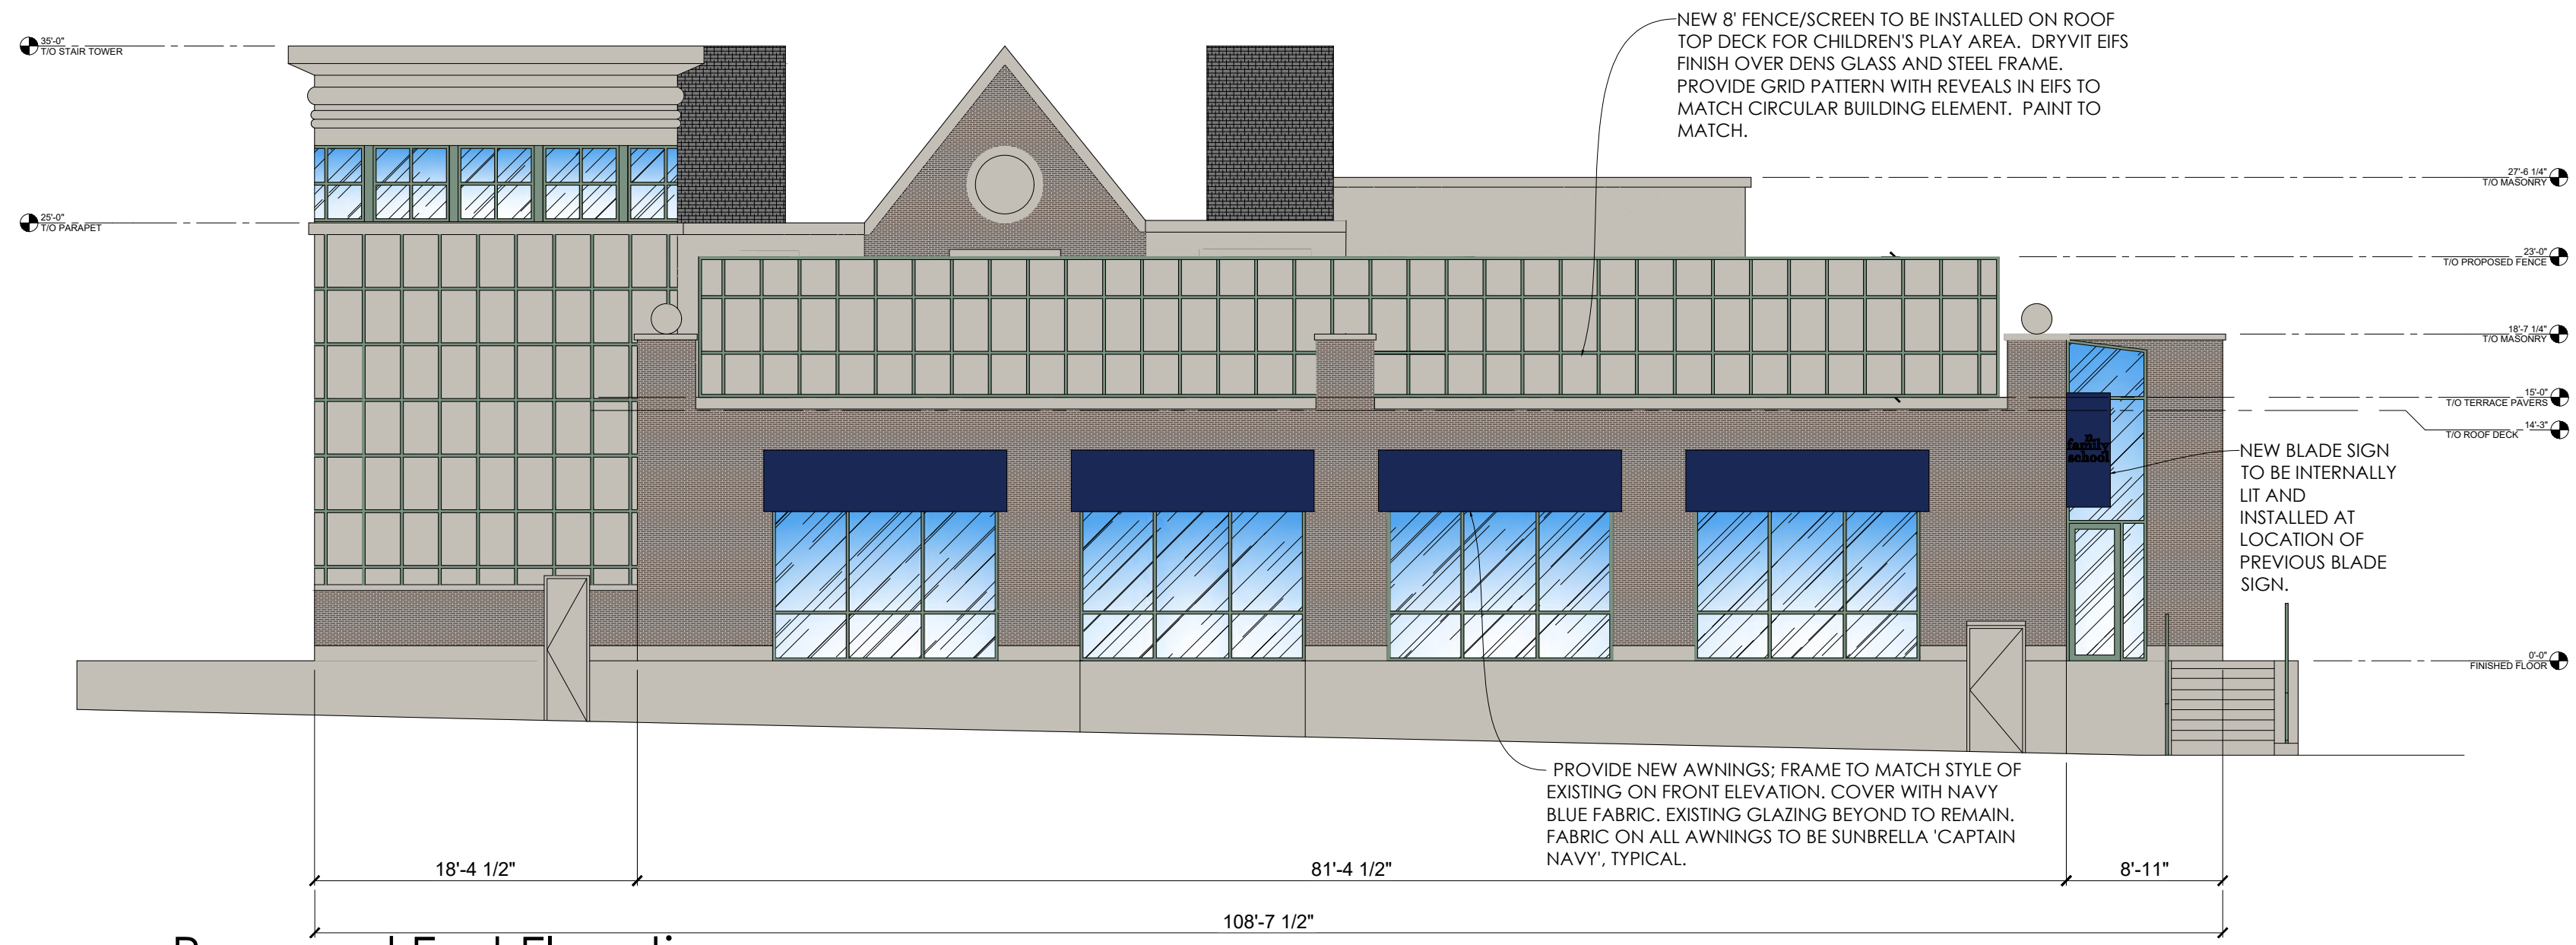 NEW 8' FENCE/SCREEN TO BE INSTALLED ON ROOF
TOP DECK FOR CHILDREN'S PLAY AREA. DRYVIT EIFS
FINISH OVER DENS GLASS AND STEEL FRAME.
PROVIDE GRID PATTERN WITH REVEALS IN EIFS TO
MATCH CIRCULAR BUILDING ELEMENT. PAINT TO
MATCH.
35'-0"
T/O STAIR TOWER
25'-0"
T/O PARAPET
27'-6 1/4"
T/O MASONRY
23'-0"
T/O PROPOSED FENCE
18'-7 1/4"
T/O MASONRY
15'-0"
T/O TERRACE PAVERS
14'-3"
T/O ROOF DECK
n
family
school
NEW BLADE SIGN
TO BE INTERNALLY
LIT AND
INSTALLED AT
LOCATION OF
PREVIOUS BLADE
SIGN.
0'-0"
FINISHED FLOOR
PROVIDE NEW AWNINGS; FRAME TO MATCH STYLE OF
EXISTING ON FRONT ELEVATION. COVER WITH NAVY
BLUE FABRIC. EXISTING GLAZING BEYOND TO REMAIN.
FABRIC ON ALL AWNINGS TO BE SUNBRELLA 'CAPTAIN
NAVY', TYPICAL.
18'-4 1/2"
81'-4 1/2"
8'-11"
108'-7 1/2"